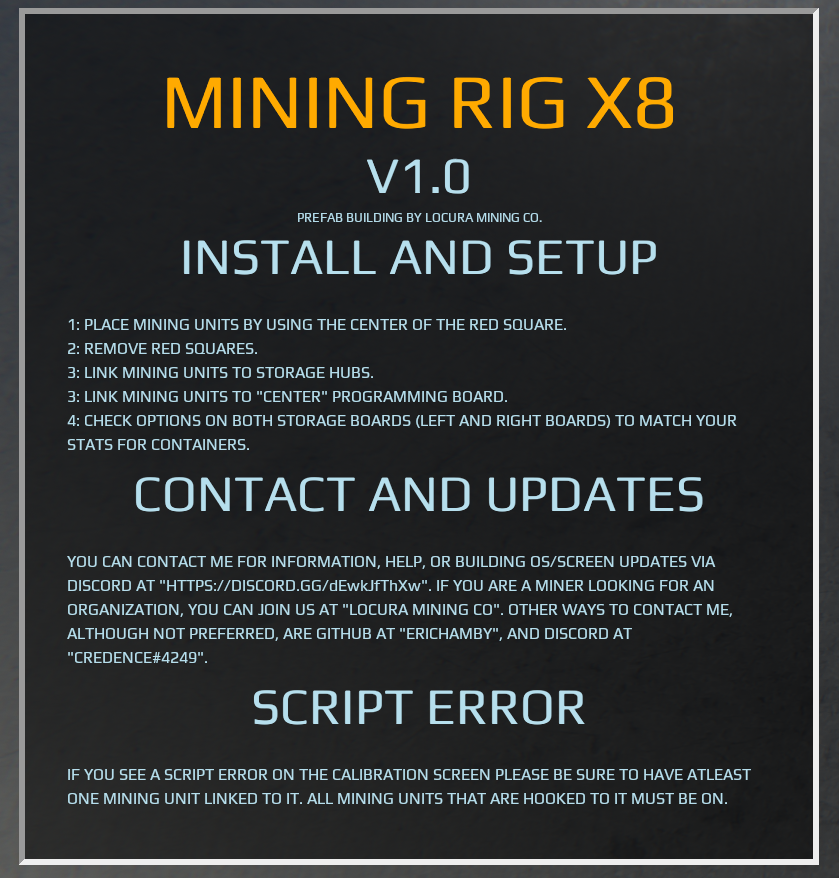 MINING RIG X8
V1.0
PREFAB BUILDING BY LOCURA MINING CO.
INSTALL AND SETUP
1: PLACE MINING UNITS BY USING THE CENTER OF THE RED SQUARE.
2: REMOVE RED SQUARES.
3: LINK MINING UNITS TO STORAGE HUBS.
3: LINK MINING UNITS TO "CENTER" PROGRAMMING BOARD.
4: CHECK OPTIONS ON BOTH STORAGE BOARDS (LEFT AND RIGHT BOARDS) TO MATCH YOUR
STATS FOR CONTAINERS.
CONTACT AND UPDATES
YOU CAN CONTACT ME FOR INFORMATION, HELP, OR BUILDING OS/SCREEN UPDATES VIA
DISCORD AT "HTTPS://DISCORD.GG/dEwkJfThXw". IF YOU ARE A MINER LOOKING FOR AN
ORGANIZATION, YOU CAN JOIN US AT "LOCURA MINING CO". OTHER WAYS TO CONTACT ME,
ALTHOUGH NOT PREFERRED, ARE GITHUB AT "ERICHAMBY", AND DISCORD AT
"CREDENCE#4249".
SCRIPT ERROR
IF YOU SEE A SCRIPT ERROR ON THE CALIBRATION SCREEN PLEASE BE SURE TO HAVE ATLEAST
ONE MINING UNIT LINKED TO IT. ALL MINING UNITS THAT ARE HOOKED TO IT MUST BE ON.